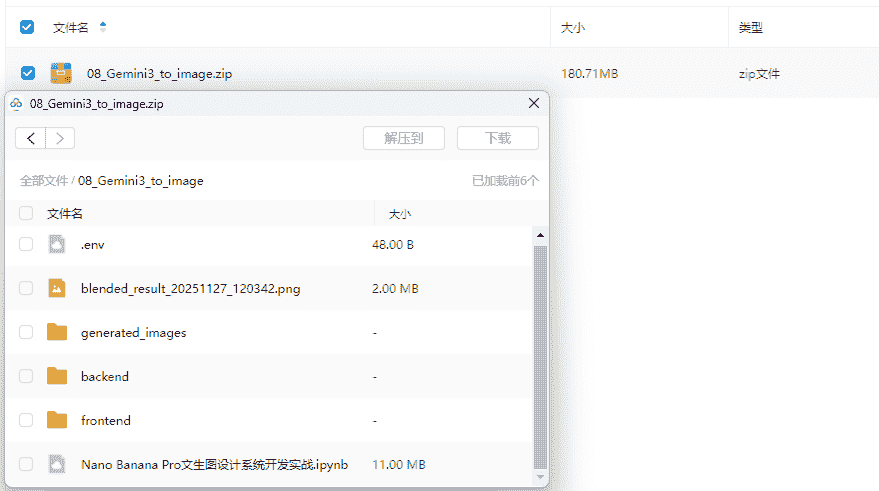 文件名 大小 类型
08_Gemini3_to_image.zip 180.71MB zip文件
08_Gemini3_to_image.zip
解压到 下载
全部文件 / 08_Gemini3_to_image 已加载前6个
文件名 大小
.env 48.00 B
blended_result_20251127_120342.png 2.00 MB
generated_images -
backend -
frontend -
Nano Banana Pro文生图设计系统开发实战.ipynb 11.00 MB